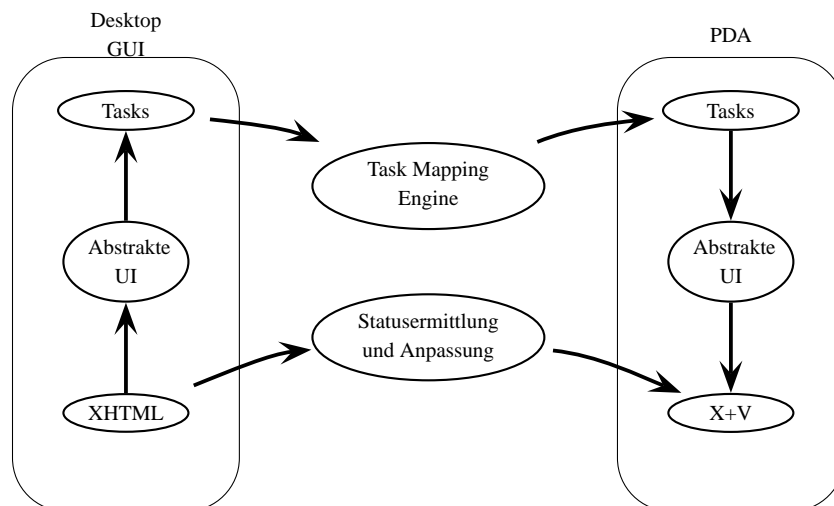 Desktop
GUI
PDA
Tasks
Tasks
Task Mapping
Engine
Abstrakte
UI
Abstrakte
UI
Statusermittlung
und Anpassung
XHTML
X+V